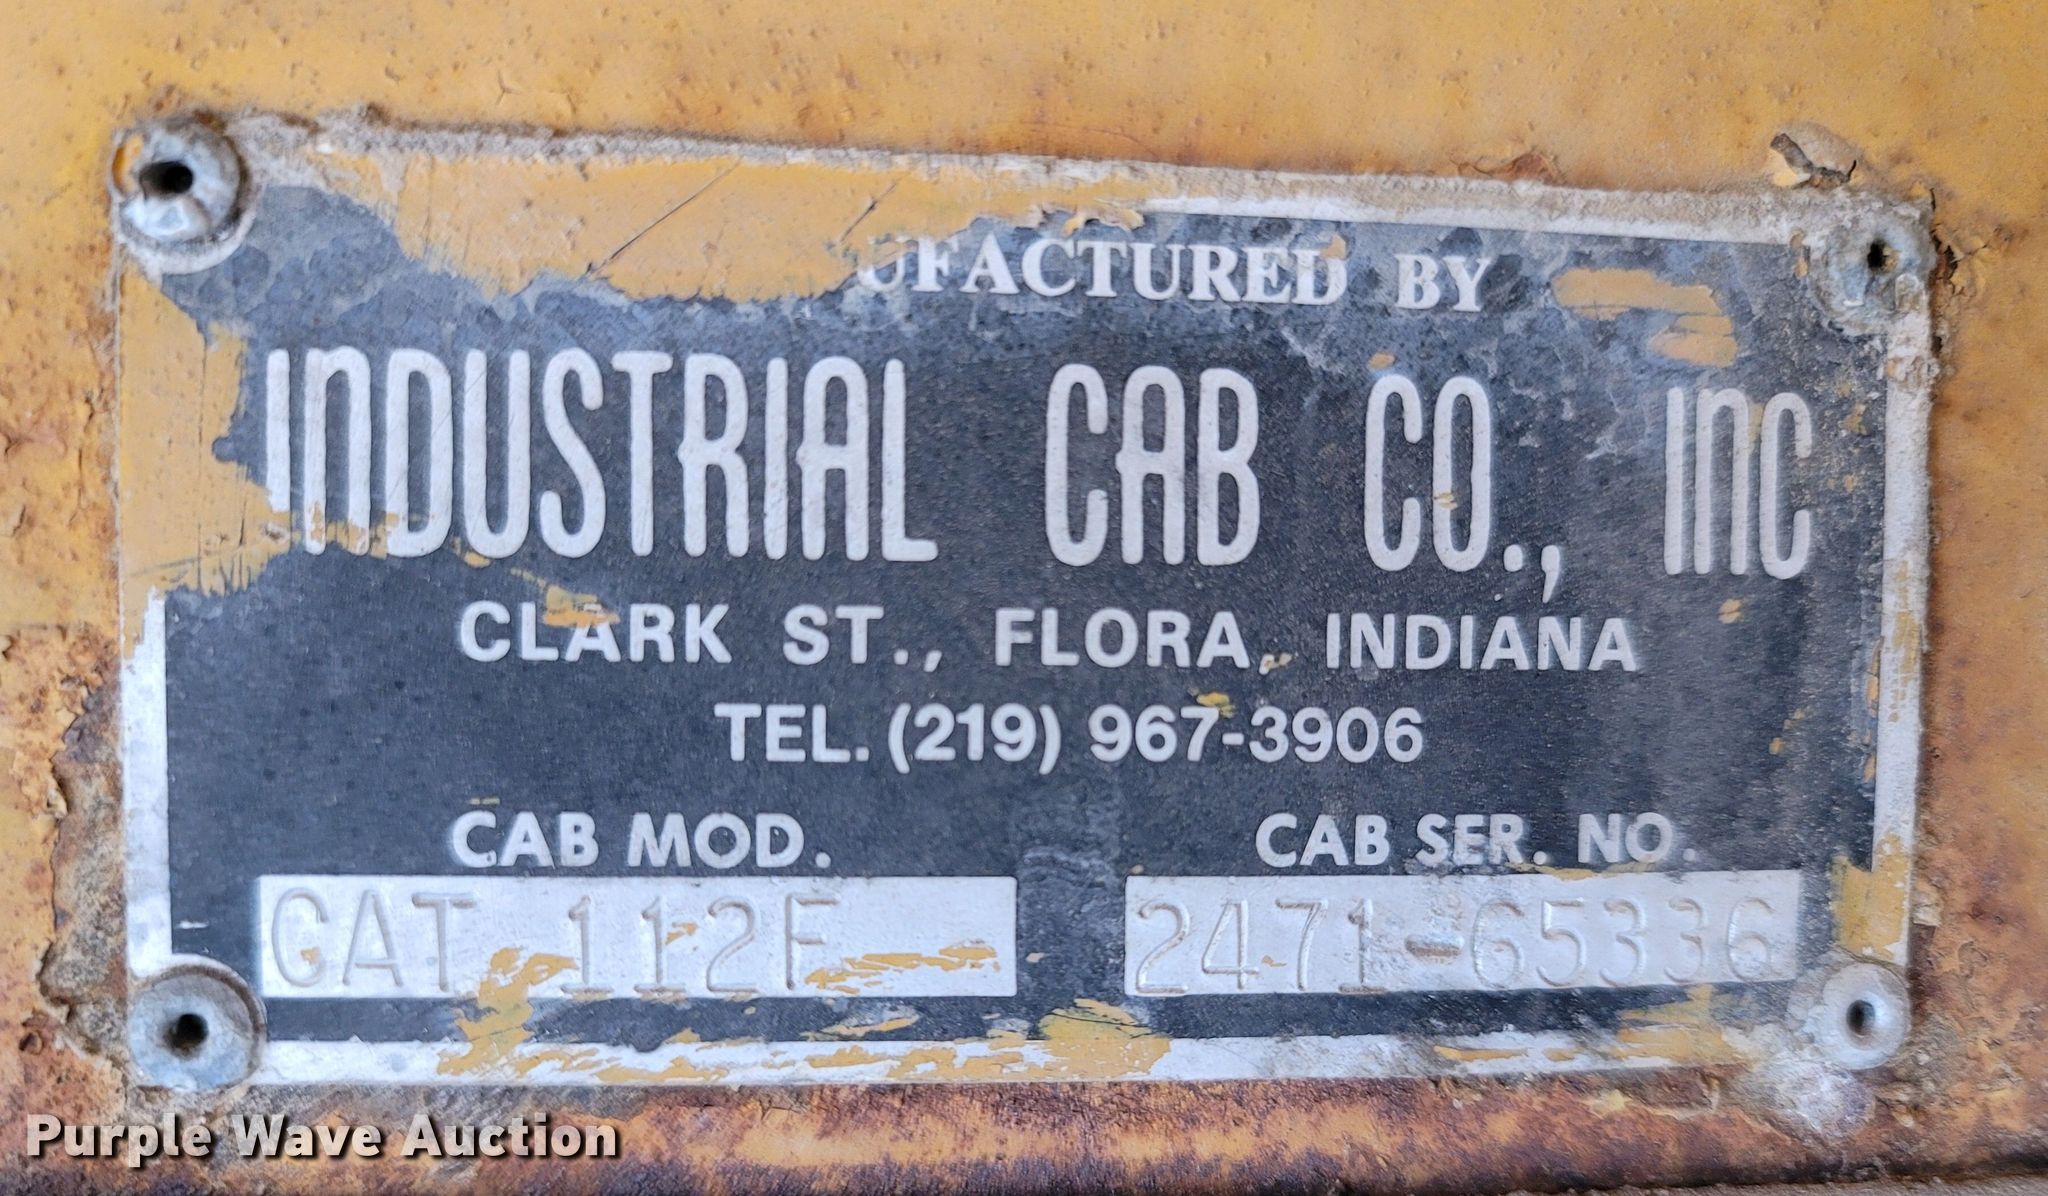 UFACTURED BY
INDUSTRIAL CAB CO., INC
CLARK ST., FLORA, INDIANA
TEL. (219) 967-3906
CAB MOD. CAB SER. NO.
CAT 112F 2471-65336
Purple Wave Auction